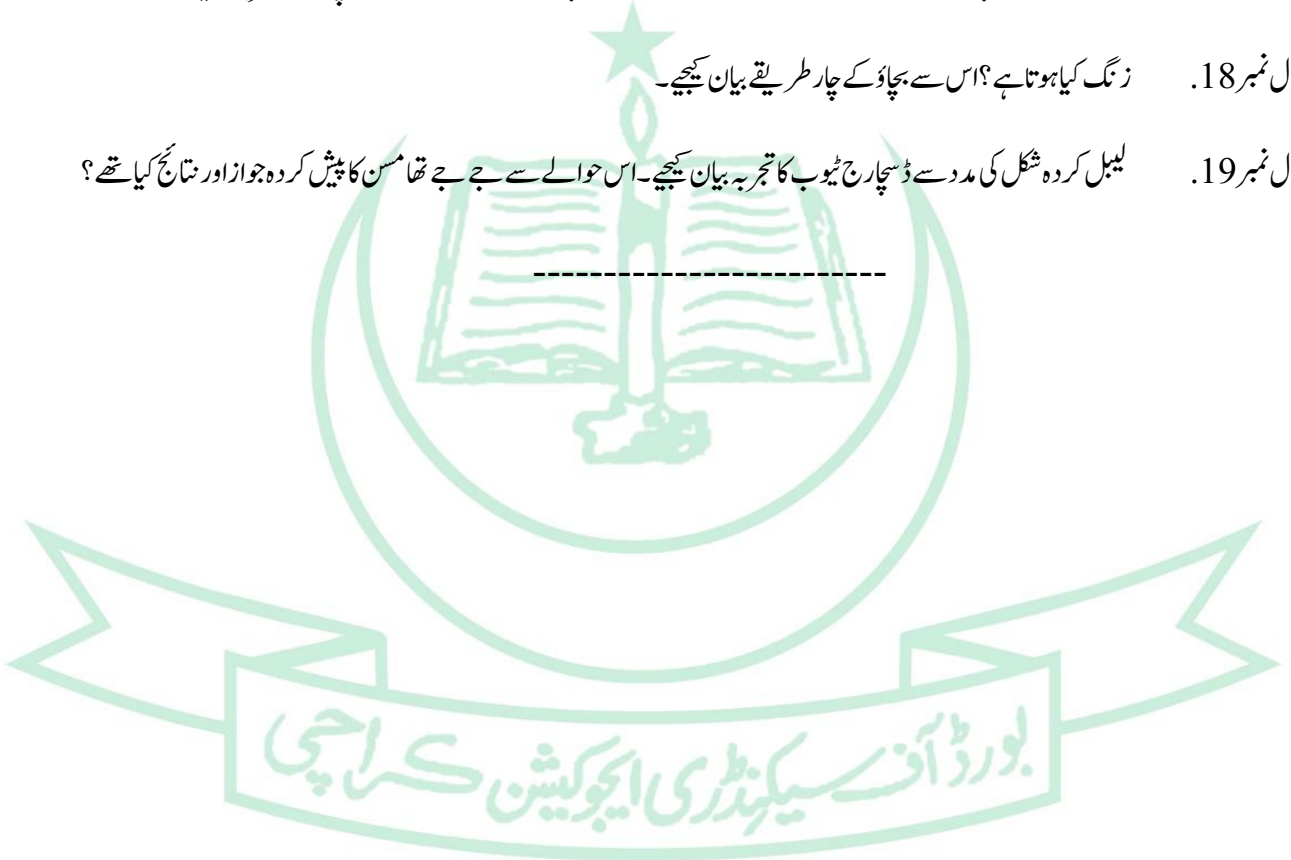 ل نمبر 18. زنگ کیا ہوتا ہے؟ اس سے بچاؤ کے چار طریقے بیان کیجیے۔
ل نمبر 19. لیبل کردہ شکل کی مدد سے ڈسچارج ٹیوب کا تجربہ بیان کیجیے۔ اس حوالے سے جے جے تھامسن کا پیش کردہ جواز اور نتائج کیا تھے؟
-------------------------
بورڈ آف سیکنڈری ایجوکیشن کراچی